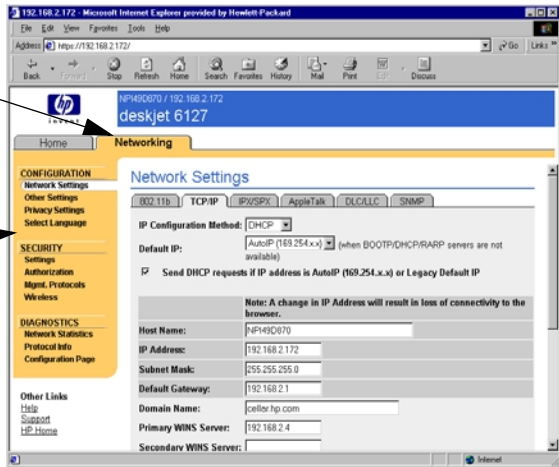 192.168.2.172 - Microsoft Internet Explorer provided by Hewlett-Packard
File Edit View Favorites Tools Help
Address https://192.168.2.172/ Go Links »
Back Forward Stop Refresh Home Search Favorites History Mail Print Edit Discuss
hp
invent
NPI49D870 / 192.168.2.172
deskjet 6127
Home Networking
CONFIGURATION
Network Settings
Other Settings
Privacy Settings
Select Language
SECURITY
Settings
Authorization
Mgmt. Protocols
Wireless
DIAGNOSTICS
Network Statistics
Protocol Info
Configuration Page
Other Links
Help
Support
HP Home
Network Settings
802.11b TCP/IP IPX/SPX AppleTalk DLC/LLC SNMP
IP Configuration Method: DHCP
Default IP: AutoIP (169.254.x.x) (when BOOTP/DHCP/RARP servers are not
available)
Send DHCP requests if IP address is AutoIP (169.254.x.x) or Legacy Default IP
Note: A change in IP Address will result in loss of connectivity to the
browser.
Host Name: NPI49D870
IP Address: 192.168.2.172
Subnet Mask: 255.255.255.0
Default Gateway: 192.168.2.1
Domain Name: celler.hp.com
Primary WINS Server: 192.168.2.4
Secondary WINS Server:
Internet